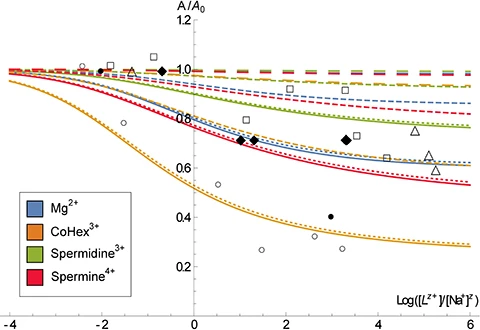 A/A₀
1.2
1.0
0.8
0.6
0.4
0.2
Mg²⁺
CoHex³⁺
Spermidine³⁺
Spermine⁴⁺
Log([Lᶻ⁺]/[Na⁺]ᶻ)
-4 -2 0 2 4 6